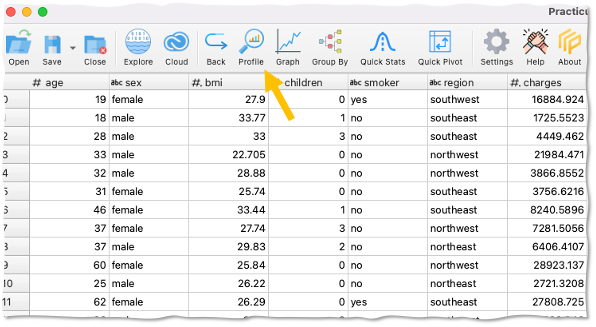 Practic
Open Save Close Explore Cloud Back Profile Graph Group By Quick Stats Quick Pivot Settings Help About
# age abc sex #. bmi children abc smoker abc region #. charges
0 19 female 27.9 0 yes southwest 16884.924
1 18 male 33.77 1 no southeast 1725.5523
2 28 male 33 3 no southeast 4449.462
3 33 male 22.705 0 no northwest 21984.471
4 32 male 28.88 0 no northwest 3866.8552
5 31 female 25.74 0 no southeast 3756.6216
6 46 female 33.44 1 no southeast 8240.5896
7 37 female 27.74 3 no northwest 7281.5056
8 37 male 29.83 2 no northeast 6406.4107
9 60 female 25.84 0 no northwest 28923.137
10 25 male 26.22 0 no northeast 2721.3208
11 62 female 26.29 0 yes southeast 27808.725